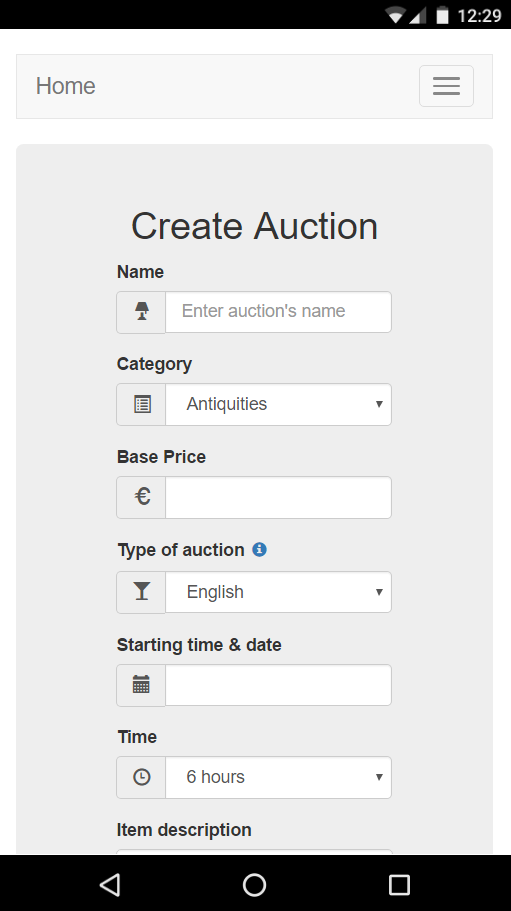 12:29
Home
Create Auction
Name
Enter auction's name
Category
Antiquities
Base Price
€
Type of auction
English
Starting time & date
Time
6 hours
Item description